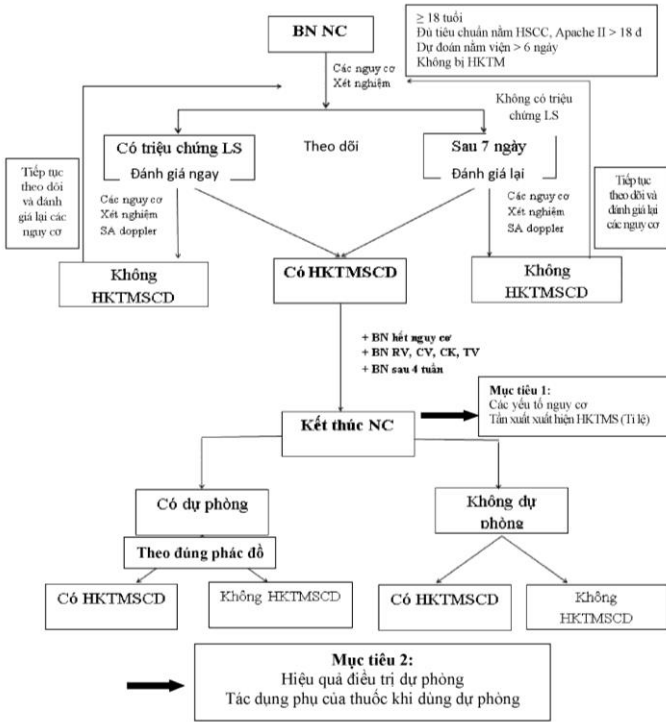 BN NC
≥ 18 tuổi
Đủ tiêu chuẩn nằm HSCC, Apache II > 18 đ
Dự đoán nằm viện > 6 ngày
Không bị HKTM
Các nguy cơ
Xét nghiệm
Không có triệu
chứng LS
Có triệu chứng LS
Đánh giá ngay
Theo dõi
Sau 7 ngày
Đánh giá lại
Tiếp tục
theo dõi
và đánh
giá lại các
nguy cơ
Các nguy cơ
Xét nghiệm
SA doppler
Các nguy cơ
Xét nghiệm
SA doppler
Tiếp tục
theo dõi và
đánh giá lại
các nguy cơ
Không
HKTMSCD
Có HKTMSCD
Không
HKTMSCD
+ BN hết nguy cơ
+ BN RV, CV, CK, TV
+ BN sau 4 tuần
Mục tiêu 1:
Các yếu tố nguy cơ
Tần xuất xuất hiện HKTMS (Tỉ lệ)
Kết thúc NC
Có dự phòng
Không dự
phòng
Theo đúng phác đồ
Có HKTMSCD
Không HKTMSCD
Có HKTMSCD
Không
HKTMSCD
Mục tiêu 2:
Hiệu quả điều trị dự phòng
Tác dụng phụ của thuốc khi dùng dự phòng